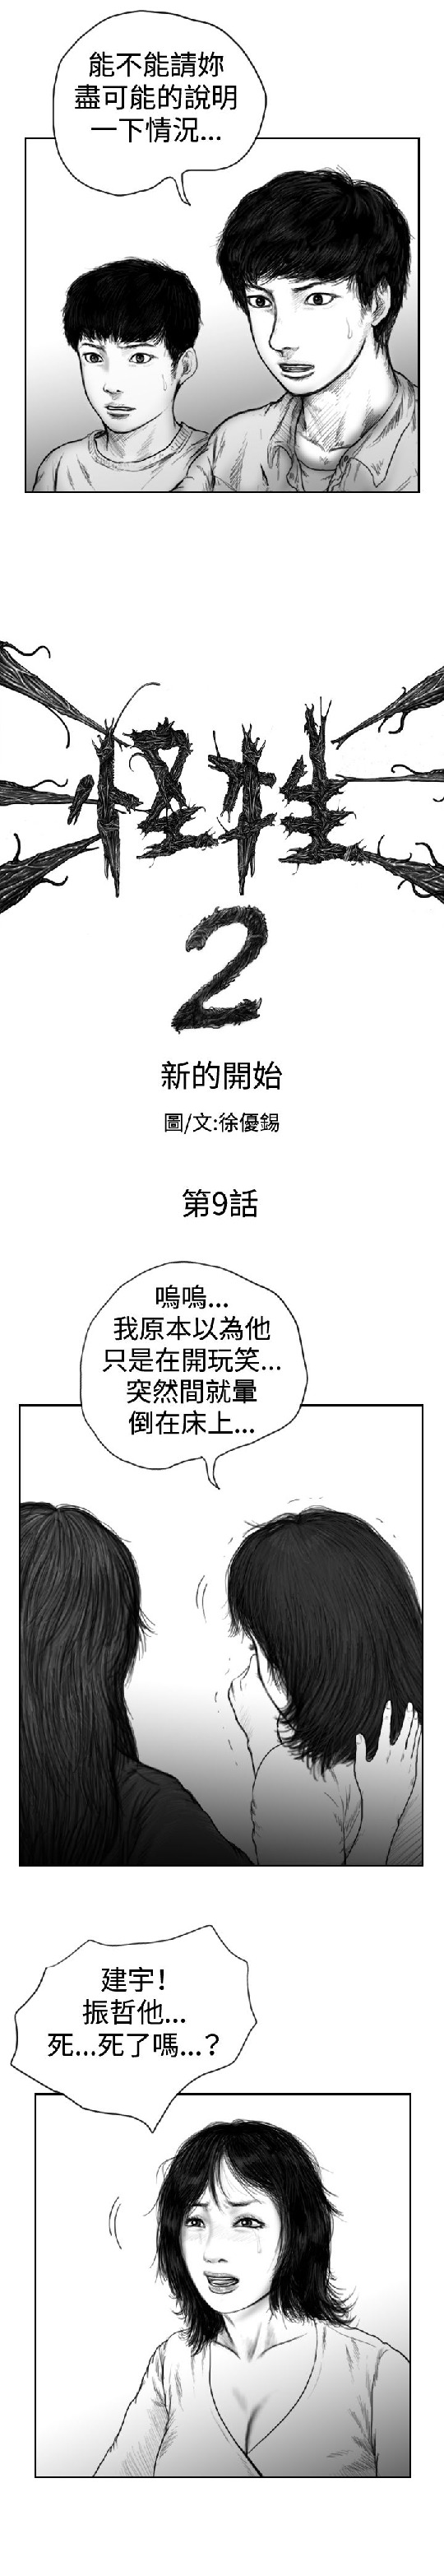 能不能請妳
盡可能的說明
一下情況...
怪牲
2
新的開始
圖/文:徐優錫
第9話
嗚嗚...
我原本以為他
只是在開玩笑...
突然間就暈
倒在床上...
建宇!
振哲他...
死...死了嗎...?